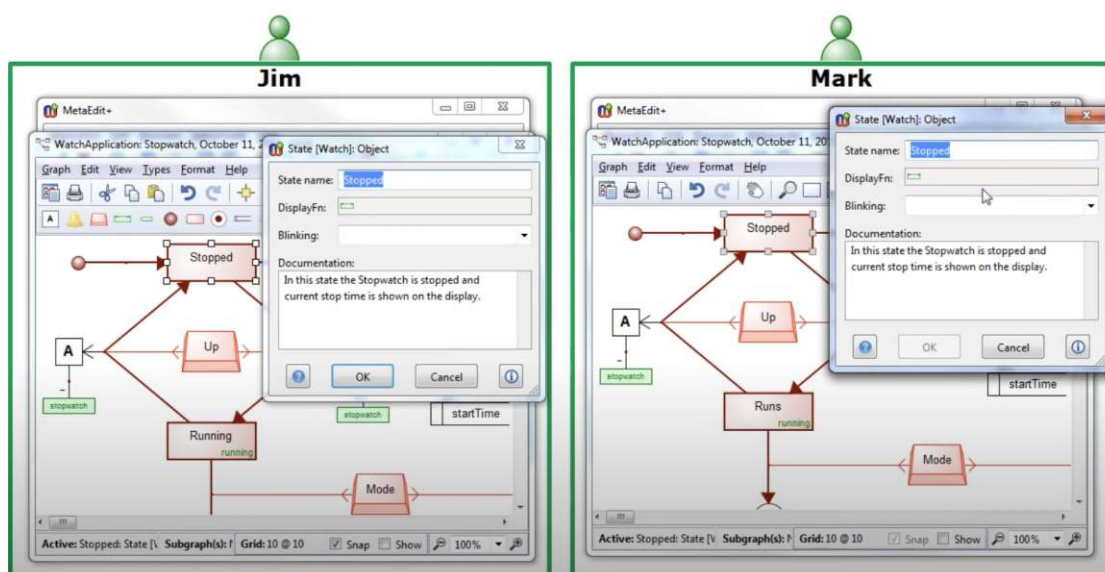 Jim
MetaEdit+
WatchApplication: Stopwatch, October 11, 2
Graph Edit View Types Format Help
A
State [Watch]: Object
State name: Stopped
DisplayFn:
Blinking:
Documentation:
In this state the Stopwatch is stopped and
current stop time is shown on the display.
OK Cancel
Stopped
A
Up
stopwatch
stopwatch
startTime
Running
running
Mode
Active: Stopped: State [ Subgraph(s): Grid: 10 @ 10 Snap Show 100%
Mark
MetaEdit+
WatchApplication: Stopwatch, October 11, 20
Graph Edit View Format Help
State [Watch]: Object
State name: Stopped
DisplayFn:
Blinking:
Documentation:
In this state the Stopwatch is stopped and
current stop time is shown on the display.
OK Cancel
Stopped
A
Up
stopwatch
startTime
Runs
running
Mode
Active: Stopped: State [ Subgraph(s): Grid: 10 @ 10 Snap Show 100%